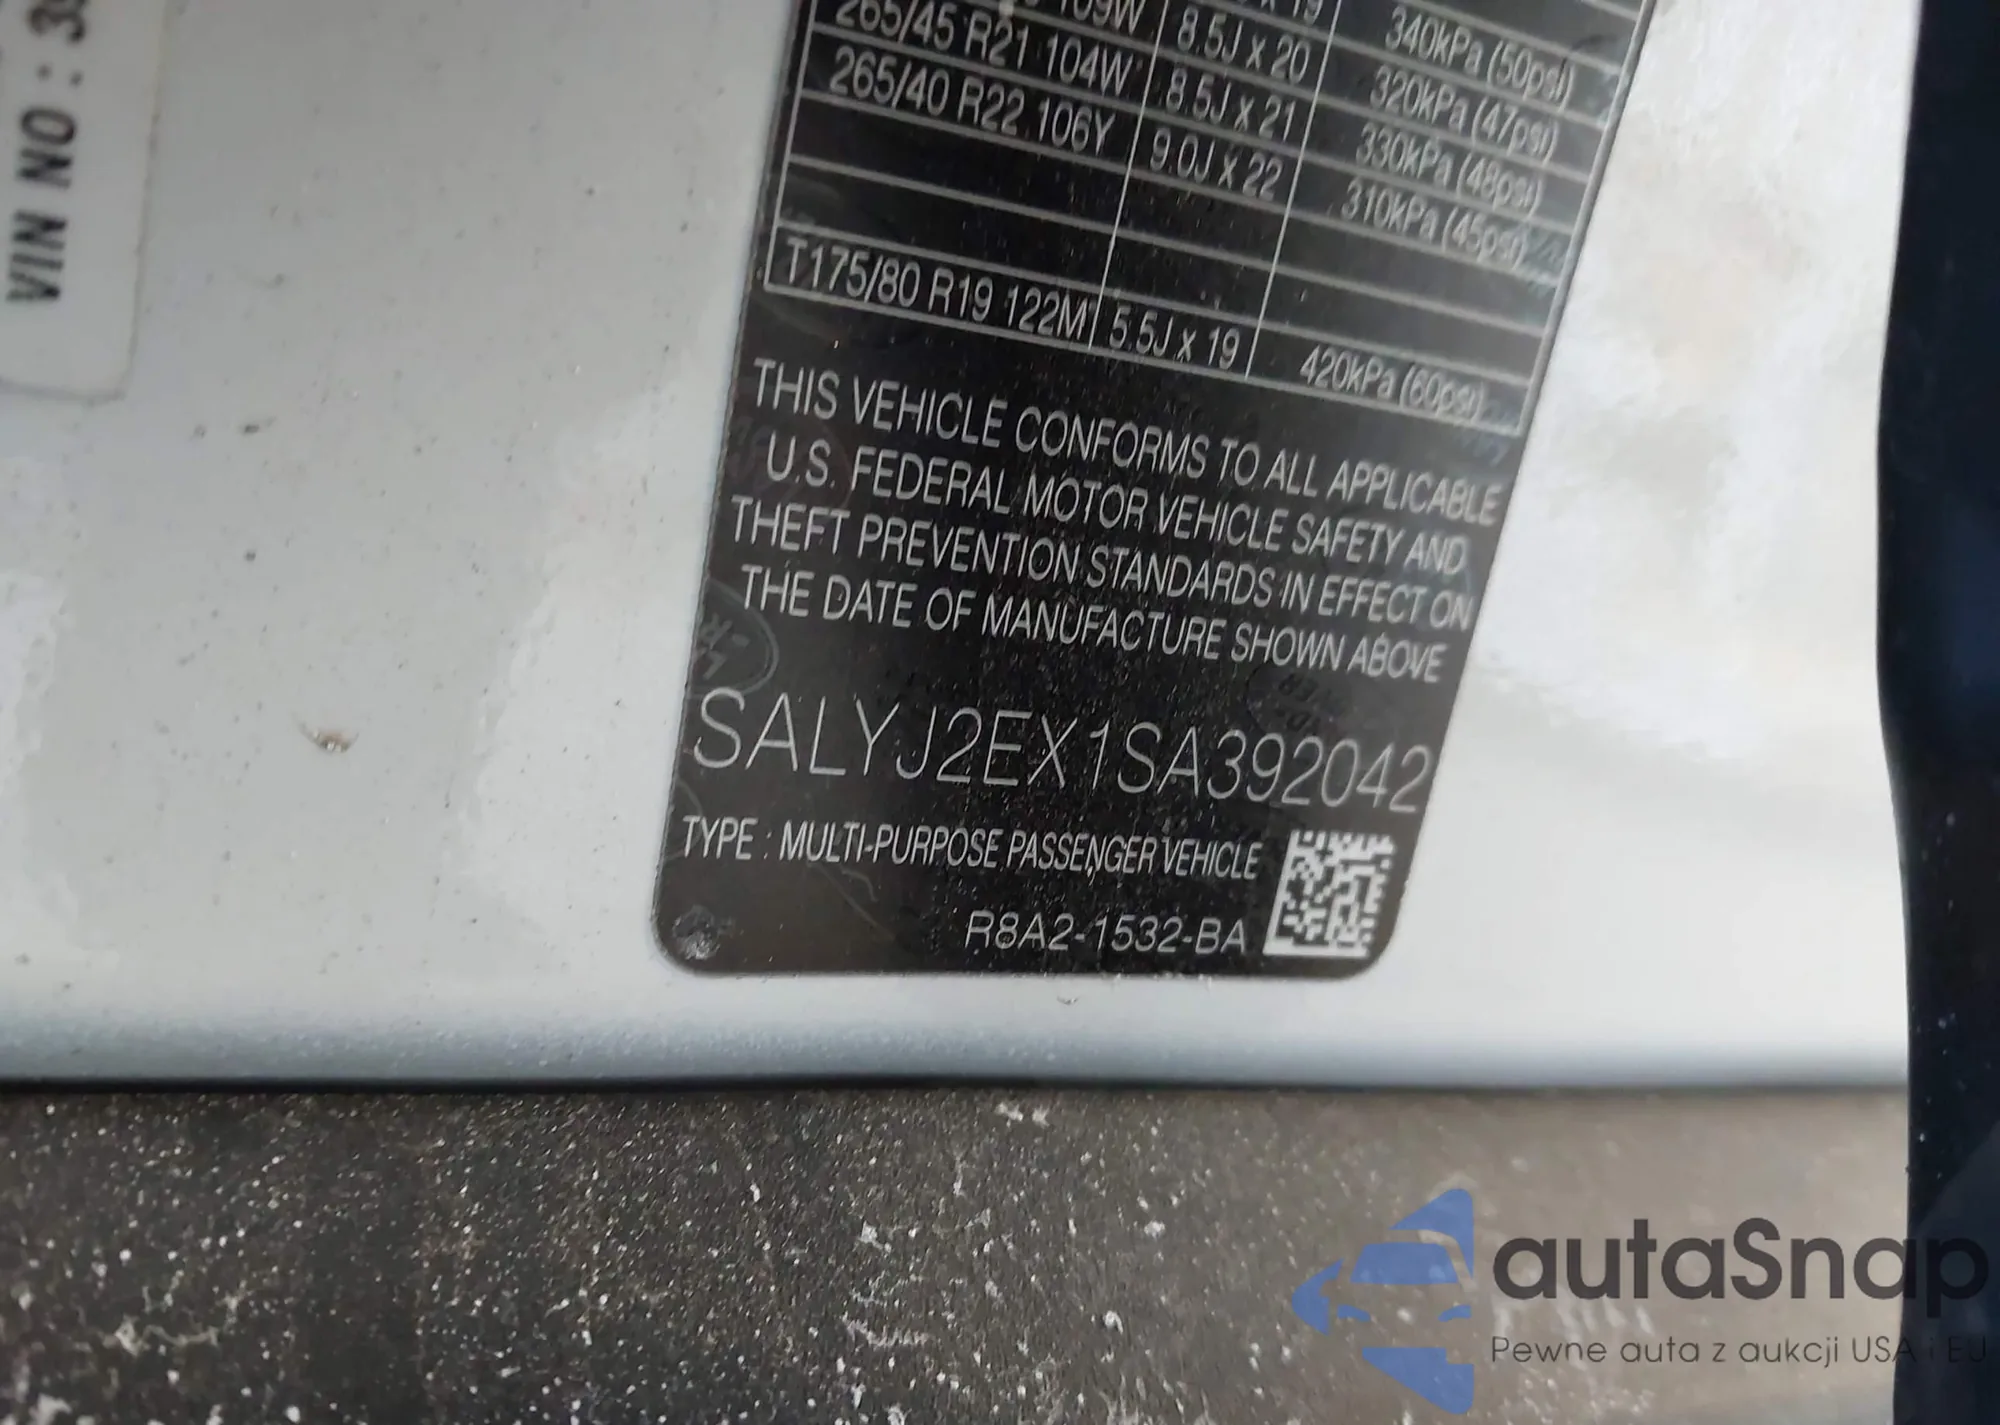 VIN NO : 39
109W
x 19
340kPa (50psi)
265/45 R21 104W
8.5J x 20
320kPa (47psi)
265/40 R22 106Y
8.5J x 21
330kPa (48psi)
9.0J x 22
310kPa (45psi)
T175/80 R19 122M
5.5J x 19
420kPa (60psi)
THIS VEHICLE CONFORMS TO ALL APPLICABLE
U.S. FEDERAL MOTOR VEHICLE SAFETY AND
THEFT PREVENTION STANDARDS IN EFFECT ON
THE DATE OF MANUFACTURE SHOWN ABOVE
SALYJ2EX1SA392042
TYPE : MULTI-PURPOSE PASSENGER VEHICLE
R8A2-1532-BA
autaSnap
Pewne auta z aukcji USA i EU